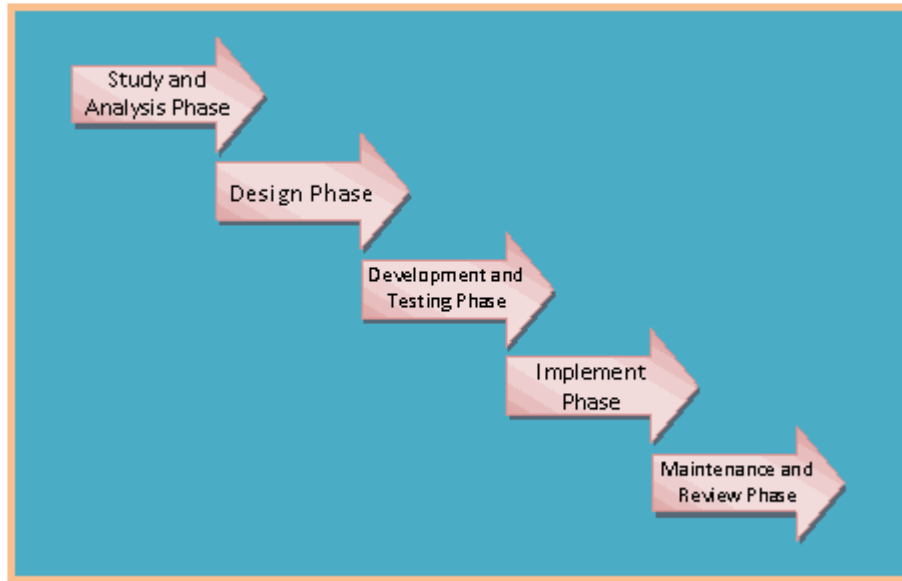 Study and
Analysis Phase
Design Phase
Development and
Testing Phase
Implement
Phase
Maintenance and
Review Phase